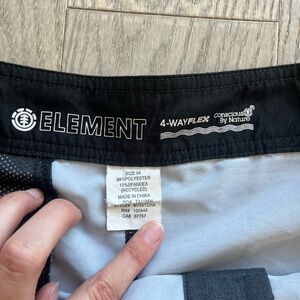 ELEMENT
4-WAYFLEX
Conscious
By Nature
SIZE 34
88%POLYESTER
12%SPANDEX
(RECYCLED)
MADE IN CHINA
RN# 105946
CA# 37757